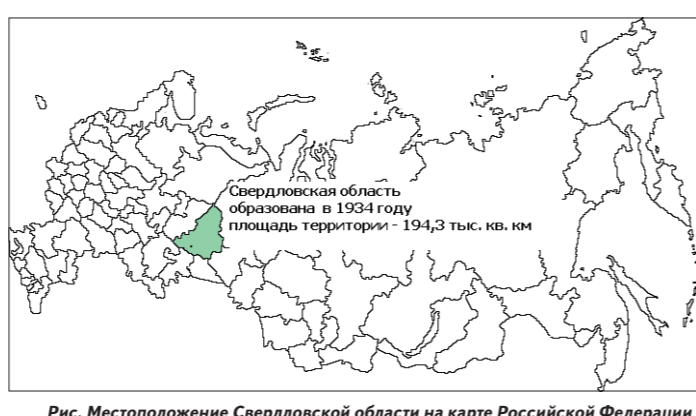 Свердловская область
образована в 1934 году
площадь территории - 194,3 тыс. кв. км
Рис. Местоположение Свердловской области на карте Российской Федерации